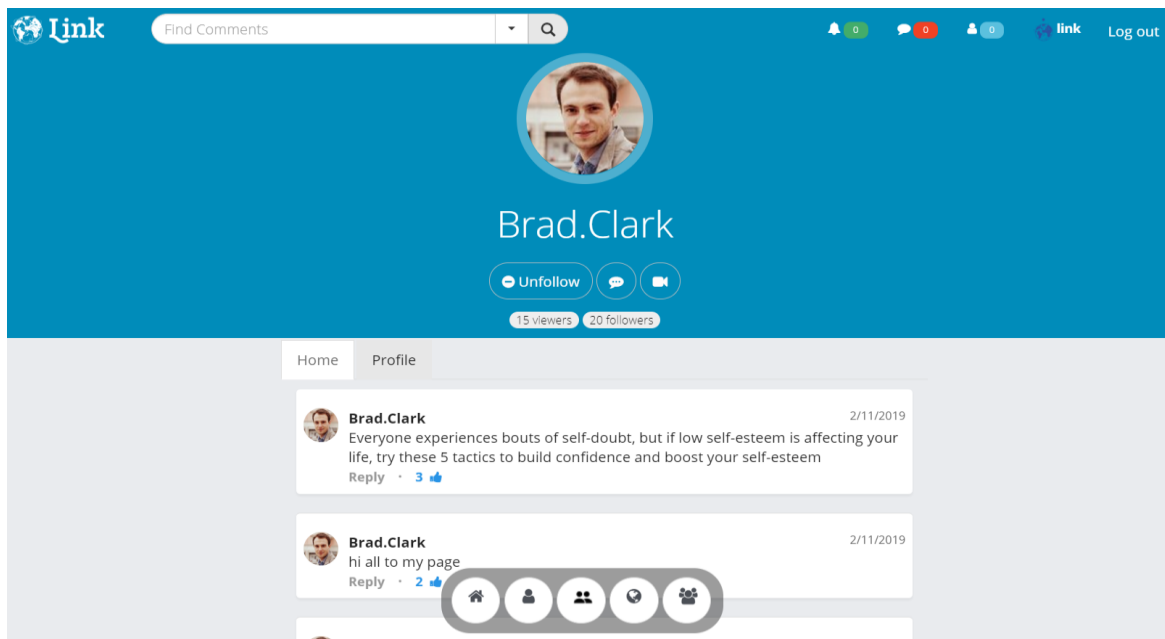 Link
Find Comments
0
0
0
link
Log out
Brad.Clark
Unfollow
15 viewers
20 followers
Home
Profile
Brad.Clark
2/11/2019
Everyone experiences bouts of self-doubt, but if low self-esteem is affecting your
life, try these 5 tactics to build confidence and boost your self-esteem
Reply · 3
Brad.Clark
2/11/2019
hi all to my page
Reply · 2